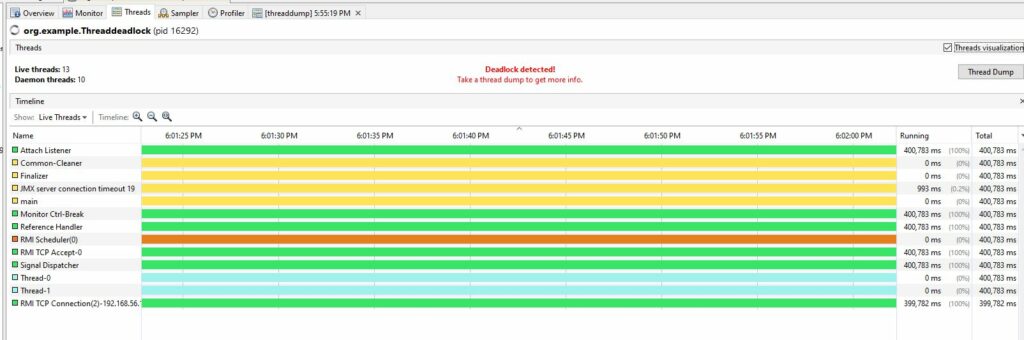 Overview Monitor Threads Sampler Profiler [threaddump] 5:55:19 PM
org.example.Threaddeadlock (pid 16292)
Threads Threads visualization
Live threads: 13
Daemon threads: 10
Deadlock detected!
Take a thread dump to get more info.
Thread Dump
Timeline
Show: Live Threads Timeline:
Name 6:01:25 PM 6:01:30 PM 6:01:35 PM 6:01:40 PM 6:01:45 PM 6:01:50 PM 6:01:55 PM 6:02:00 PM Running Total
Attach Listener 400,783 ms (100%) 400,783 ms
Common-Cleaner 0 ms (0%) 400,783 ms
Finalizer 0 ms (0%) 400,783 ms
JMX server connection timeout 19 993 ms (0.2%) 400,783 ms
main 0 ms (0%) 400,783 ms
Monitor Ctrl-Break 400,783 ms (100%) 400,783 ms
Reference Handler 400,783 ms (100%) 400,783 ms
RMI Scheduler(0) 0 ms (0%) 400,783 ms
RMI TCP Accept-0 400,783 ms (100%) 400,783 ms
Signal Dispatcher 400,783 ms (100%) 400,783 ms
Thread-0 0 ms (0%) 400,783 ms
Thread-1 0 ms (0%) 400,783 ms
RMI TCP Connection(2)-192.168.56. 399,782 ms (100%) 399,782 ms